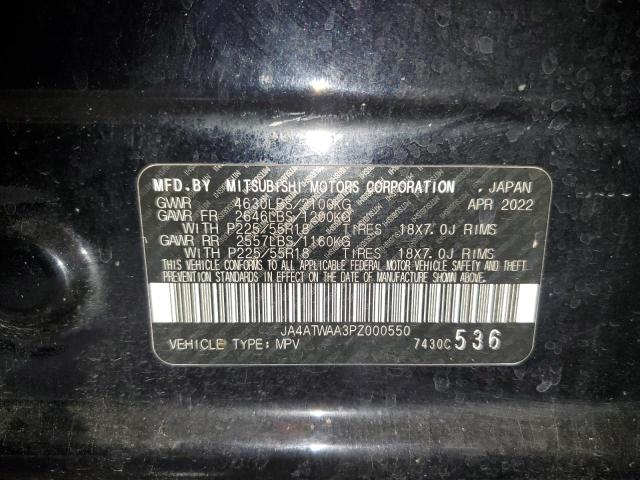 MFD.BY MITSUBISHI MOTORS CORPORATION , JAPAN
GVWR 4630LBS/2100KG APR 2022
GAWR FR 2646LBS/1200KG
WITH P225/55R18 TIRES 18X7.0J RIMS
GAWR RR 2557LBS/1160KG
WITH P225/55R18 TIRES 18X7.0J RIMS
THIS VEHICLE CONFORMS TO ALL APPLICABLE FEDERAL MOTOR VEHICLE SAFETY AND THEFT
PREVENTION STANDARDS IN EFFECT ON THE DATE OF MANUFACTURE SHOWN ABOVE.
JA4ATWAA3PZ000550
VEHICLE TYPE: MPV 7430C 536